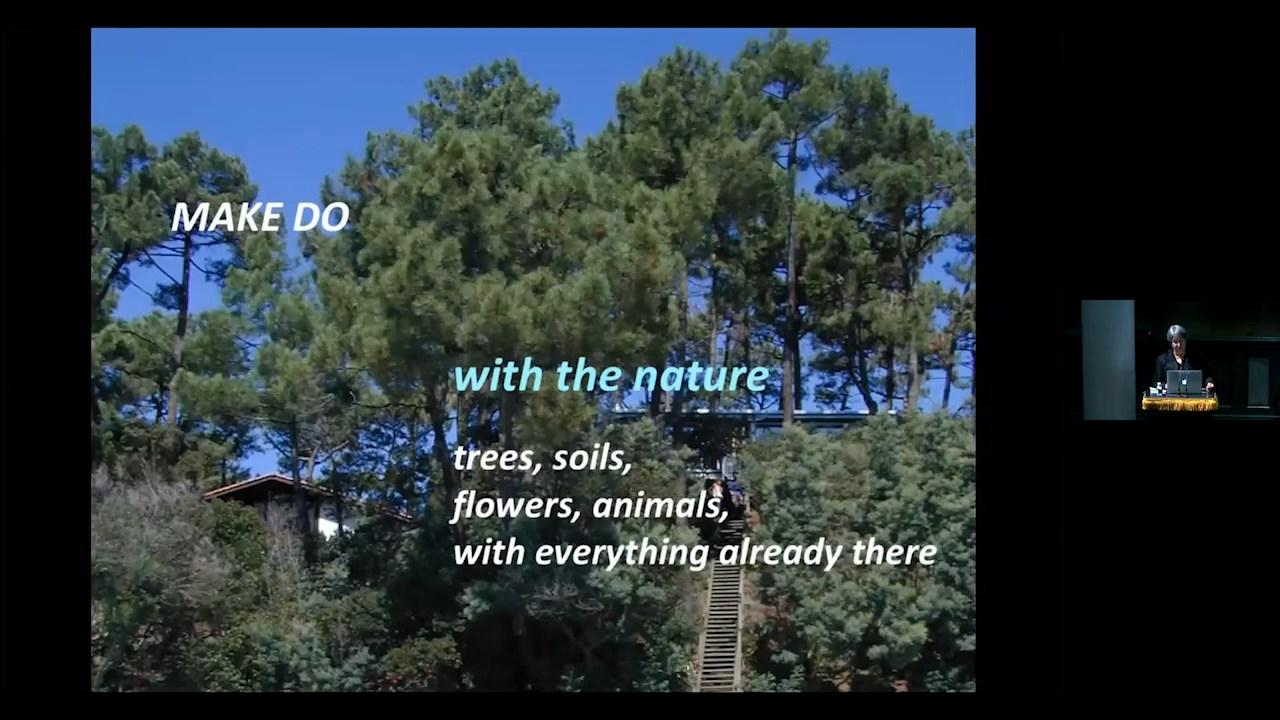 MAKE DO
with the nature
trees, soils,
flowers, animals,
with everything already there